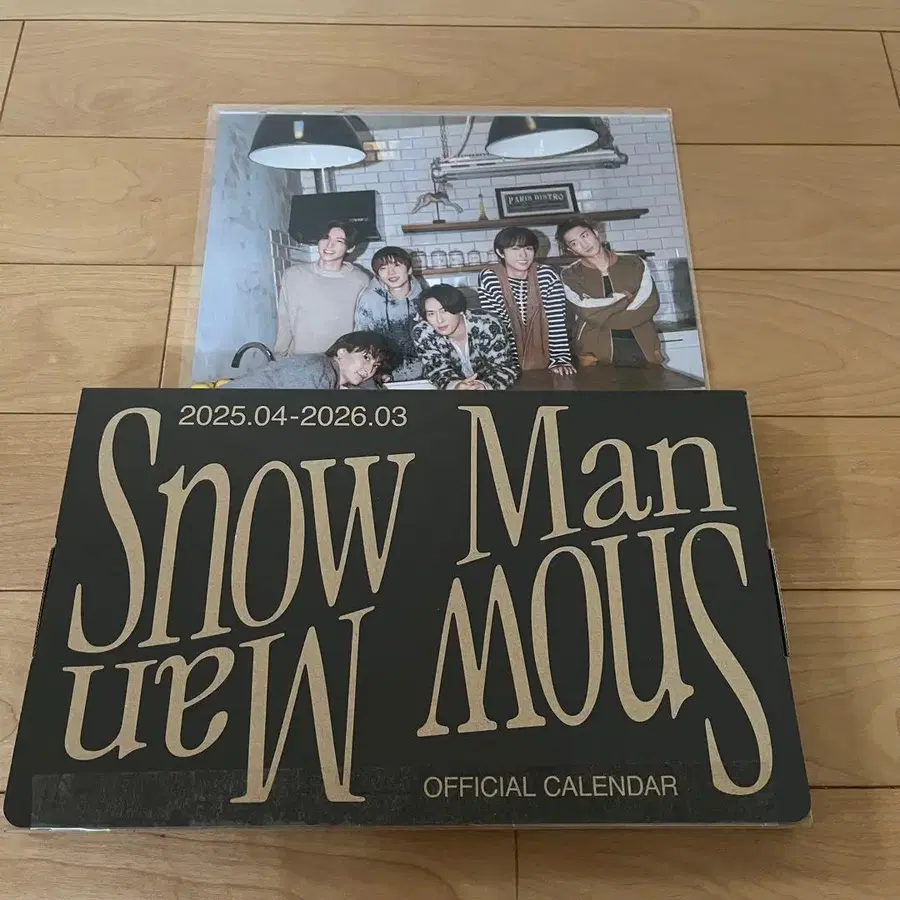 PARIS BISTRO
2025.04-2026.03
Snow Man
Snow Man
OFFICIAL CALENDAR